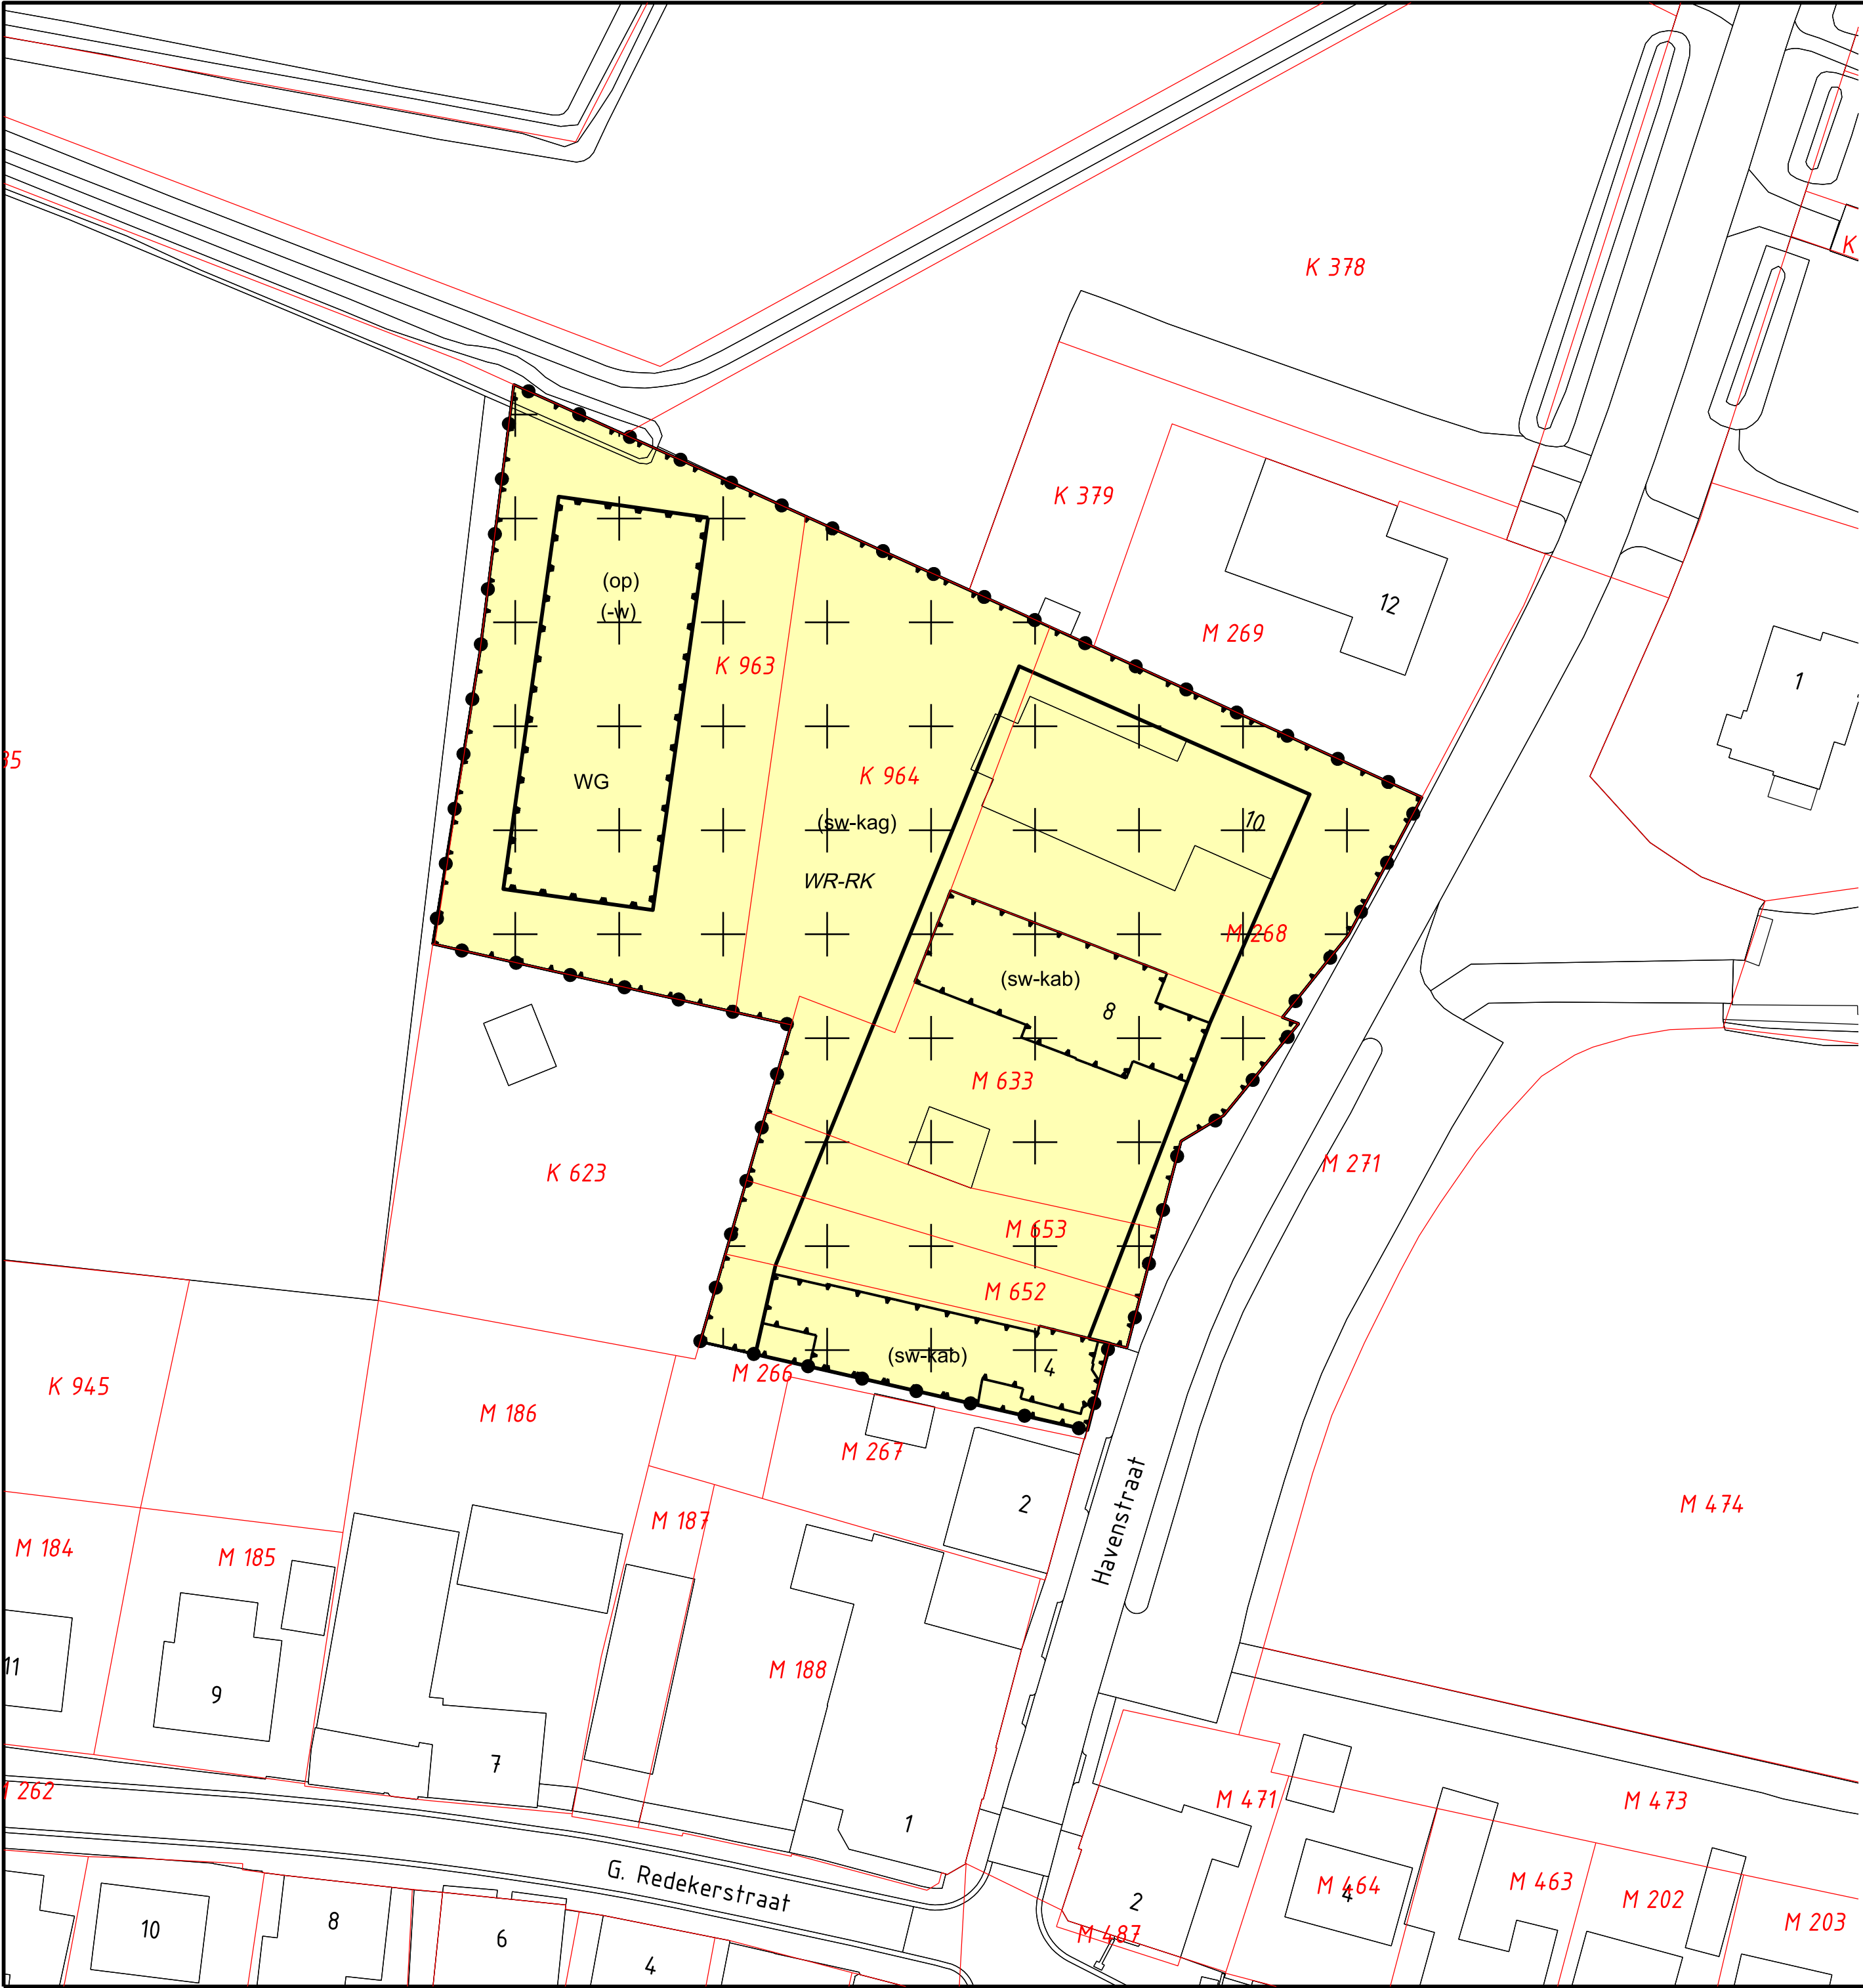 K 378
K
K 379
12
M 269
(op)
(-w)
K 963
1
35
K 964
WG
(sw-kag)
10
WR-RK
M 268
(sw-kab)
8
M 633
M 271
K 623
M 653
M 652
(sw-kab)
4
M 266
K 945
M 186
M 267
2
M 474
Havenstraat
M 187
M 184
M 185
11
M 188
9
7
262
M 471
M 473
1
G. Redekerstraat
M 464
4
M 463
2
M 202
M 203
10
8
6
M 487
4